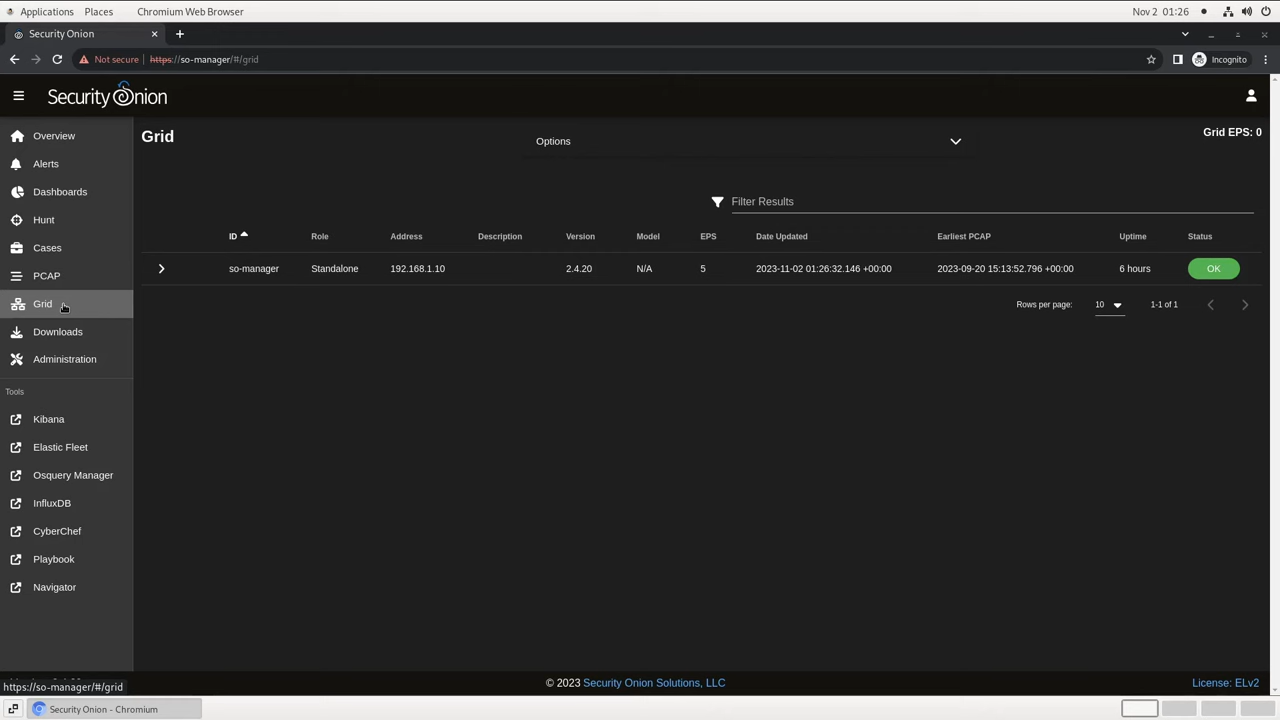 Applications Places Chromium Web Browser Nov 2 01:26
Security Onion
Not secure https://so-manager/#/grid Incognito
Security Onion
Overview
Alerts
Dashboards
Hunt
Cases
PCAP
Grid
Downloads
Administration
Tools
Kibana
Elastic Fleet
Osquery Manager
InfluxDB
CyberChef
Playbook
Navigator
https://so-manager/#/grid
Grid
Options
Grid EPS: 0
Filter Results
ID Role Address Description Version Model EPS Date Updated Earliest PCAP Uptime Status
so-manager Standalone 192.168.1.10 2.4.20 N/A 5 2023-11-02 01:26:32.146 +00:00 2023-09-20 15:13:52.796 +00:00 6 hours OK
Rows per page: 10 1-1 of 1
© 2023 Security Onion Solutions, LLC License: ELv2
Security Onion - Chromium